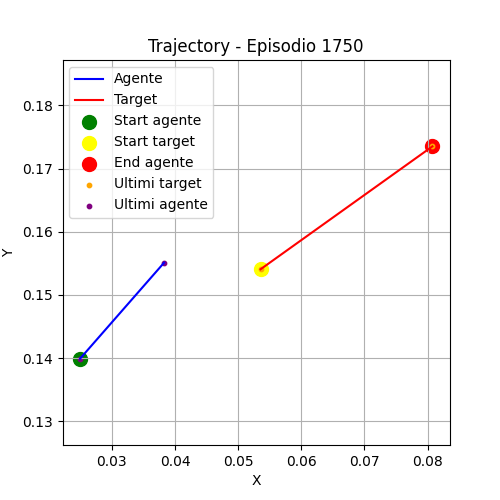 Trajectory - Episodio 1750
Agente
Target
Start agente
Start target
End agente
Ultimi target
Ultimi agente
0.18
0.17
0.16
0.15
0.14
0.13
Y
0.03 0.04 0.05 0.06 0.07 0.08
X